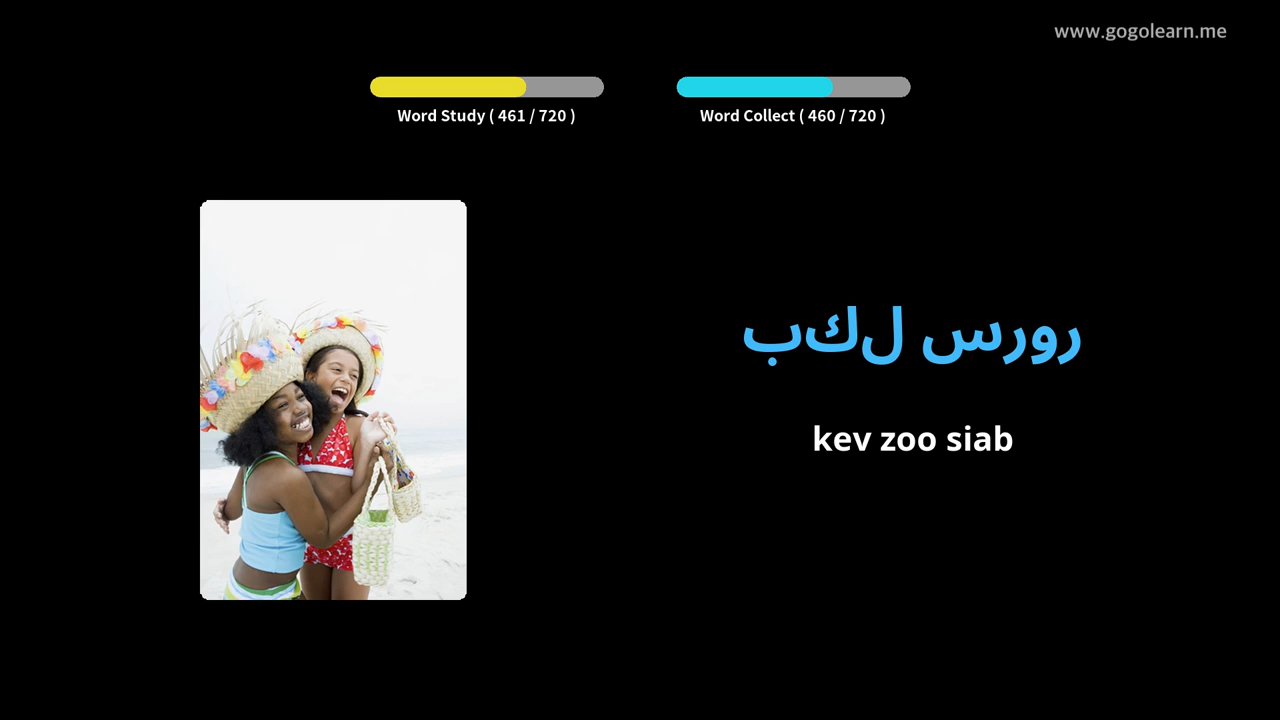 www.gogolearn.me
Word Study ( 461 / 720 )
Word Collect ( 460 / 720 )
رورس لكب
kev zoo siab